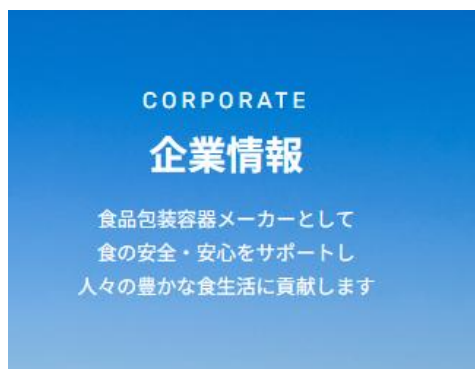 CORPORATE
企業情報
食品包装容器メーカーとして
食の安全・安心をサポートし
人々の豊かな食生活に貢献します